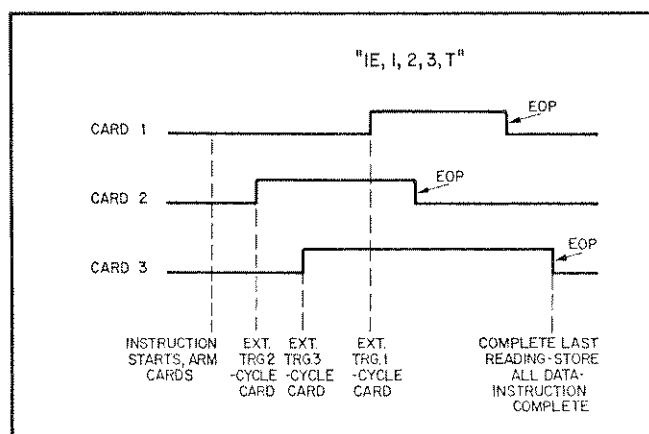 "IE, 1, 2, 3, T"
CARD 1
EOP
CARD 2
EOP
CARD 3
EOP
INSTRUCTION
STARTS, ARM
CARDS
EXT.
TRG.2
-CYCLE
CARD
EXT.
TRG.3
-CYCLE
CARD
EXT.
TRG.1
-CYCLE
CARD
COMPLETE LAST
READING-STORE
ALL DATA-
INSTRUCTION
COMPLETE